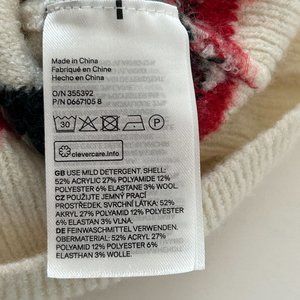 Made in China
Fabriqué en Chine
Hecho en China
O/N 355392
P/N 0667105 8
30 P
clevercare.info
GB USE MILD DETERGENT. SHELL:
52% ACRYLIC 27% POLYAMIDE 12%
POLYESTER 6% ELASTANE 3% WOOL.
CZ POUŽIJTE JEMNÝ PRACÍ
PROSTŘEDEK. SVRCHNÍ LÁTKA: 52%
AKRYL 27% POLYAMID 12% POLYESTER
6% ELASTAN 3% VLNA.
DE FEINWASCHMITTEL VERWENDEN.
OBERMATERIAL: 52% ACRYL 27%
POLYAMID 12% POLYESTER 6%
ELASTHAN 3% WOLLE.